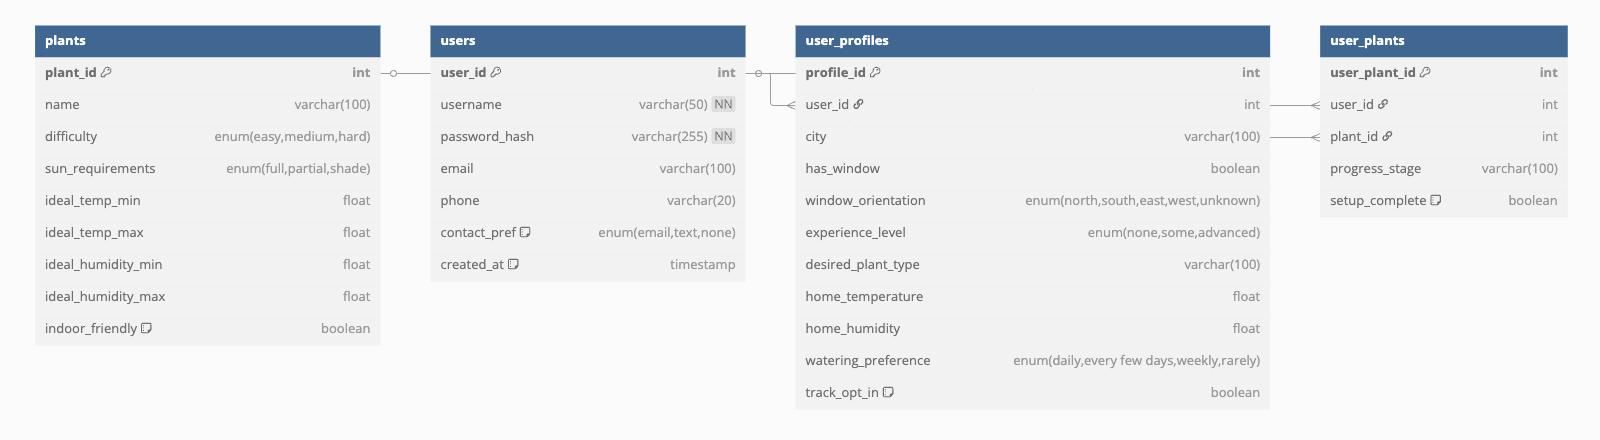 plants
plant_id int
name varchar(100)
difficulty enum(easy,medium,hard)
sun_requirements enum(full,partial,shade)
ideal_temp_min float
ideal_temp_max float
ideal_humidity_min float
ideal_humidity_max float
indoor_friendly boolean
users
user_id int
username varchar(50) NN
password_hash varchar(255) NN
email varchar(100)
phone varchar(20)
contact_pref enum(email,text,none)
created_at timestamp
user_profiles
profile_id int
user_id int
city varchar(100)
has_window boolean
window_orientation enum(north,south,east,west,unknown)
experience_level enum(none,some,advanced)
desired_plant_type varchar(100)
home_temperature float
home_humidity float
watering_preference enum(daily,every few days,weekly,rarely)
track_opt_in boolean
user_plants
user_plant_id int
user_id int
plant_id int
progress_stage varchar(100)
setup_complete boolean